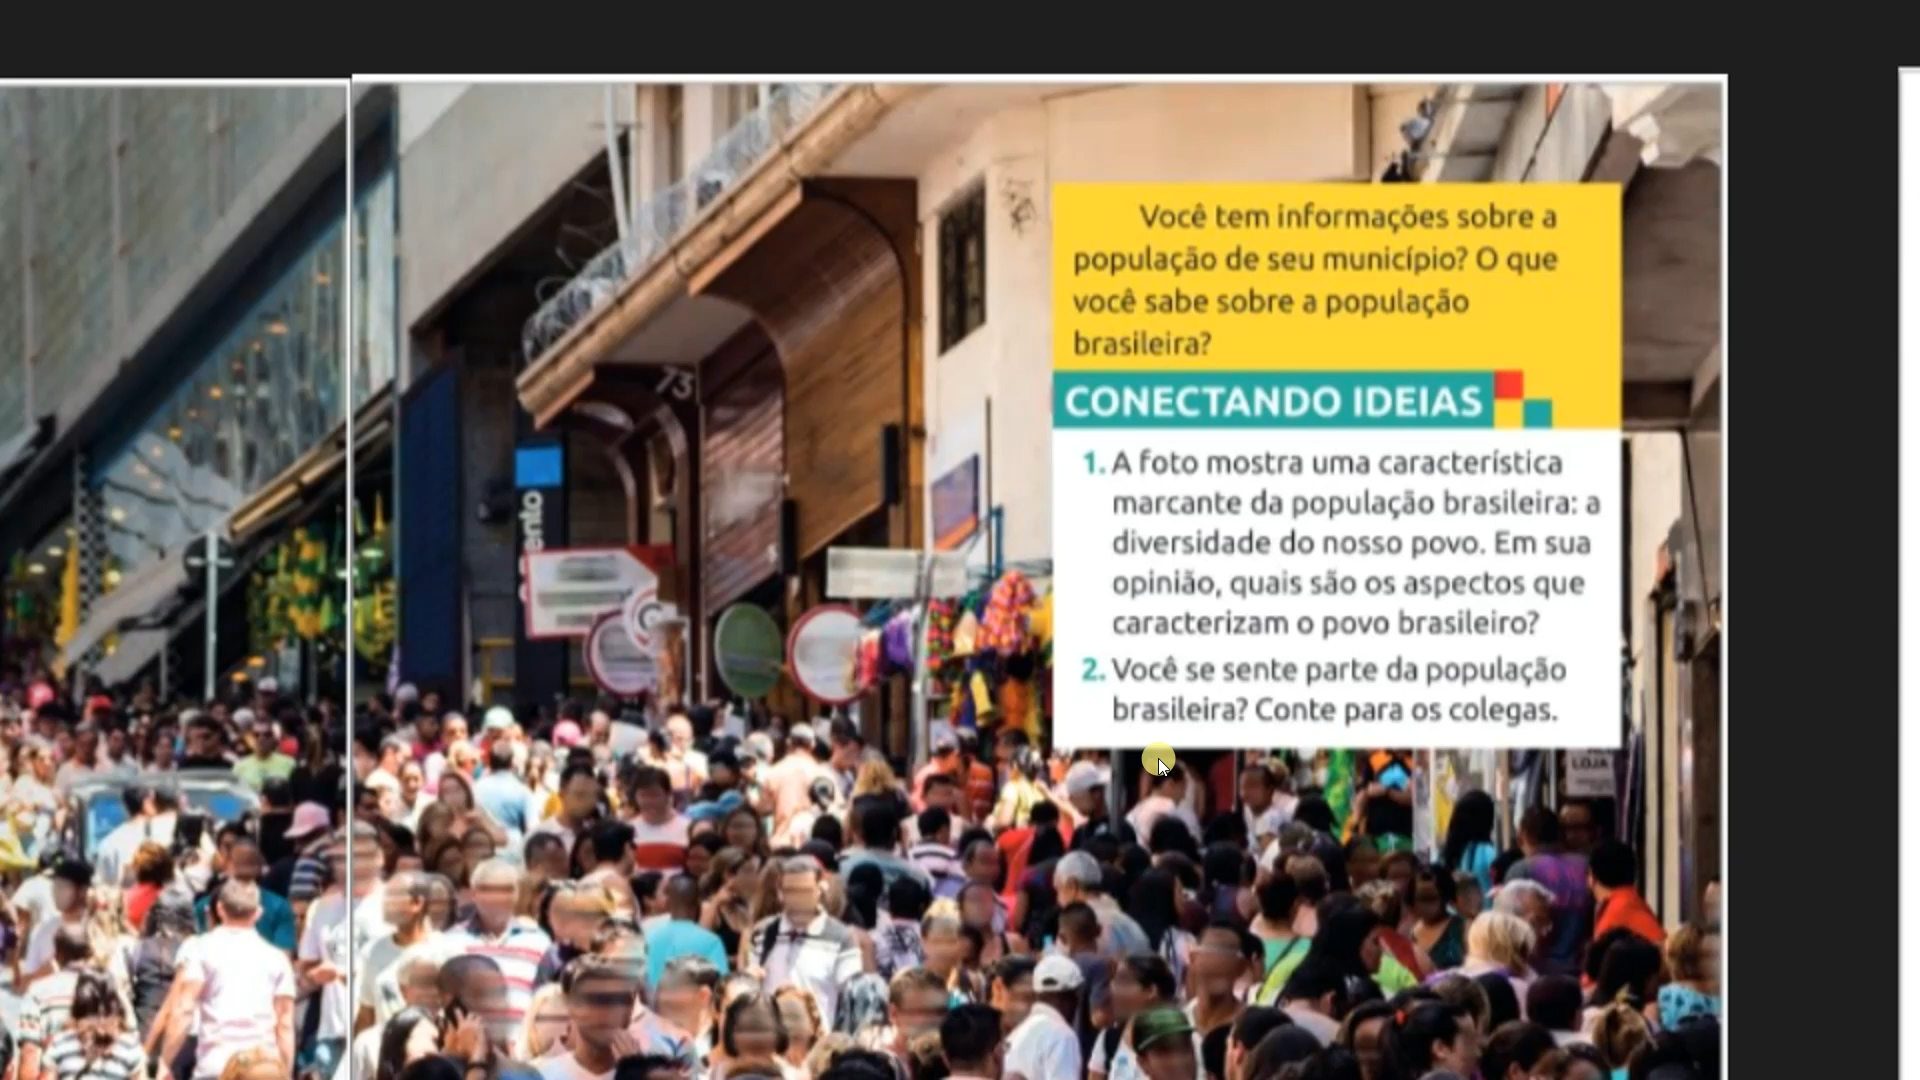 Você tem informações sobre a
população de seu município? O que
você sabe sobre a população
brasileira?
CONECTANDO IDEIAS
1. A foto mostra uma característica
marcante da população brasileira: a
diversidade do nosso povo. Em sua
opinião, quais são os aspectos que
caracterizam o povo brasileiro?
2. Você se sente parte da população
brasileira? Conte para os colegas.
73
ento
LOJA